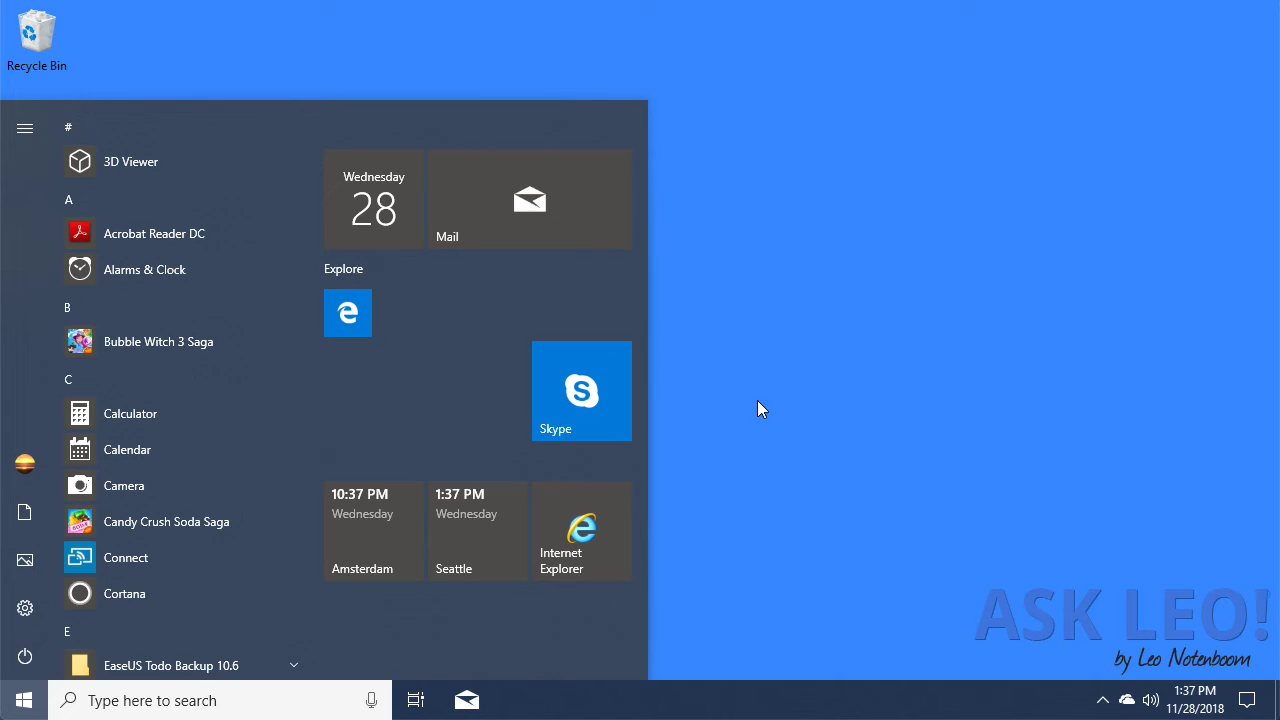 Recycle Bin
#
3D Viewer
A
Acrobat Reader DC
Alarms & Clock
B
Bubble Witch 3 Saga
C
Calculator
Calendar
Camera
Candy Crush Soda Saga
Connect
Cortana
E
EaseUS Todo Backup 10.6
Wednesday
28
Mail
Explore
Skype
10:37 PM
Wednesday
Amsterdam
1:37 PM
Wednesday
Seattle
Internet
Explorer
ASK LEO!
by Leo Notenboom
Type here to search
1:37 PM
11/28/2018